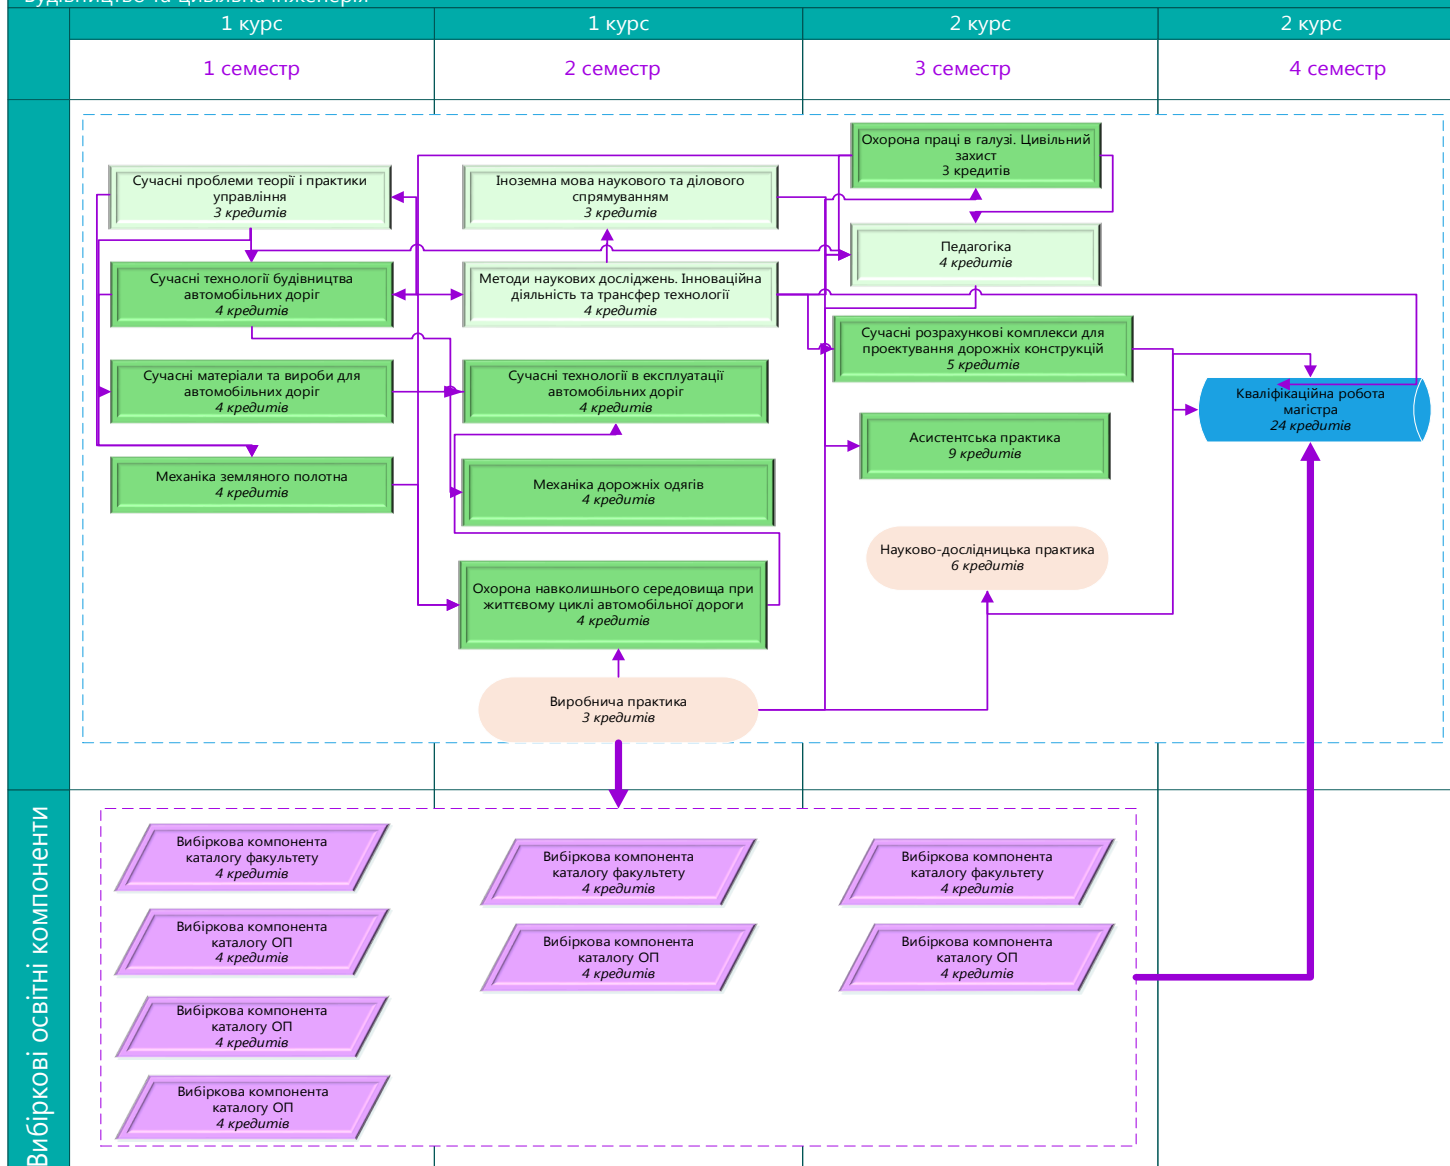 Будівництво та цивільна інженерія
1 курс
1 курс
2 курс
2 курс
1 семестр
2 семестр
3 семестр
4 семестр
Сучасні проблеми теорії і практики
управління
3 кредитів
Сучасні технології будівництва
автомобільних доріг
4 кредитів
Сучасні матеріали та вироби для
автомобільних доріг
4 кредитів
Механіка земляного полотна
4 кредитів
Іноземна мова наукового та ділового
спрямуванням
3 кредитів
Методи наукових досліджень. Інноваційна
діяльність та трансфер технології
4 кредитів
Сучасні технології в експлуатації
автомобільних доріг
4 кредитів
Механіка дорожніх одягів
4 кредитів
Охорона навколишнього середовища при
життєвому циклі автомобільної дороги
4 кредитів
Виробнича практика
3 кредитів
Охорона праці в галузі. Цивільний
захист
3 кредитів
Педагогіка
4 кредитів
Сучасні розрахункові комплекси для
проектування дорожніх конструкцій
5 кредитів
Асистентська практика
9 кредитів
Науково-дослідницька практика
6 кредитів
Кваліфікаційна робота
магістра
24 кредитів
Вибіркові освітні компоненти
Вибіркова компонента
каталогу факультету
4 кредитів
Вибіркова компонента
каталогу ОП
4 кредитів
Вибіркова компонента
каталогу ОП
4 кредитів
Вибіркова компонента
каталогу ОП
4 кредитів
Вибіркова компонента
каталогу факультету
4 кредитів
Вибіркова компонента
каталогу ОП
4 кредитів
Вибіркова компонента
каталогу факультету
4 кредитів
Вибіркова компонента
каталогу ОП
4 кредитів